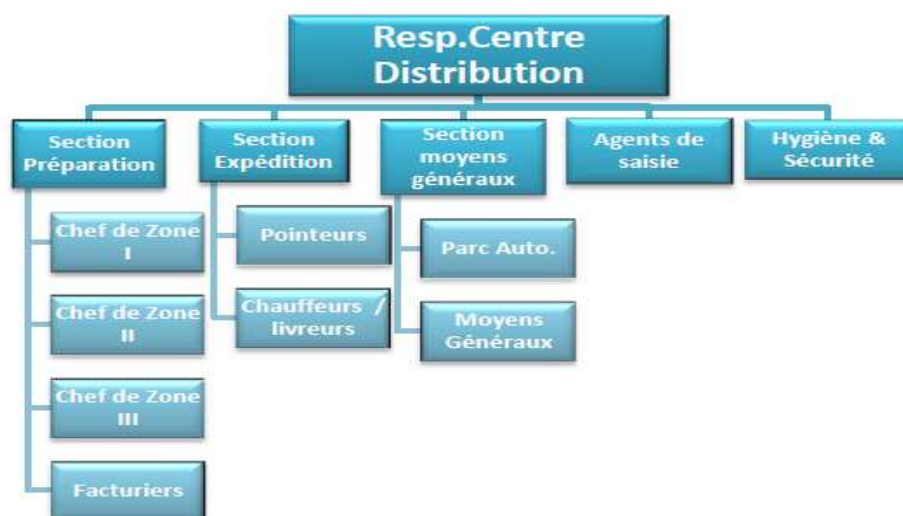 Resp.Centre
Distribution
Section
Préparation
Section
Expédition
Section
moyens
généraux
Agents de
saisie
Hygiène &
Sécurité
Chef de Zone
I
Chef de Zone
II
Chef de Zone
III
Facturiers
Pointeurs
Chauffeurs /
livreurs
Parc Auto.
Moyens
Généraux